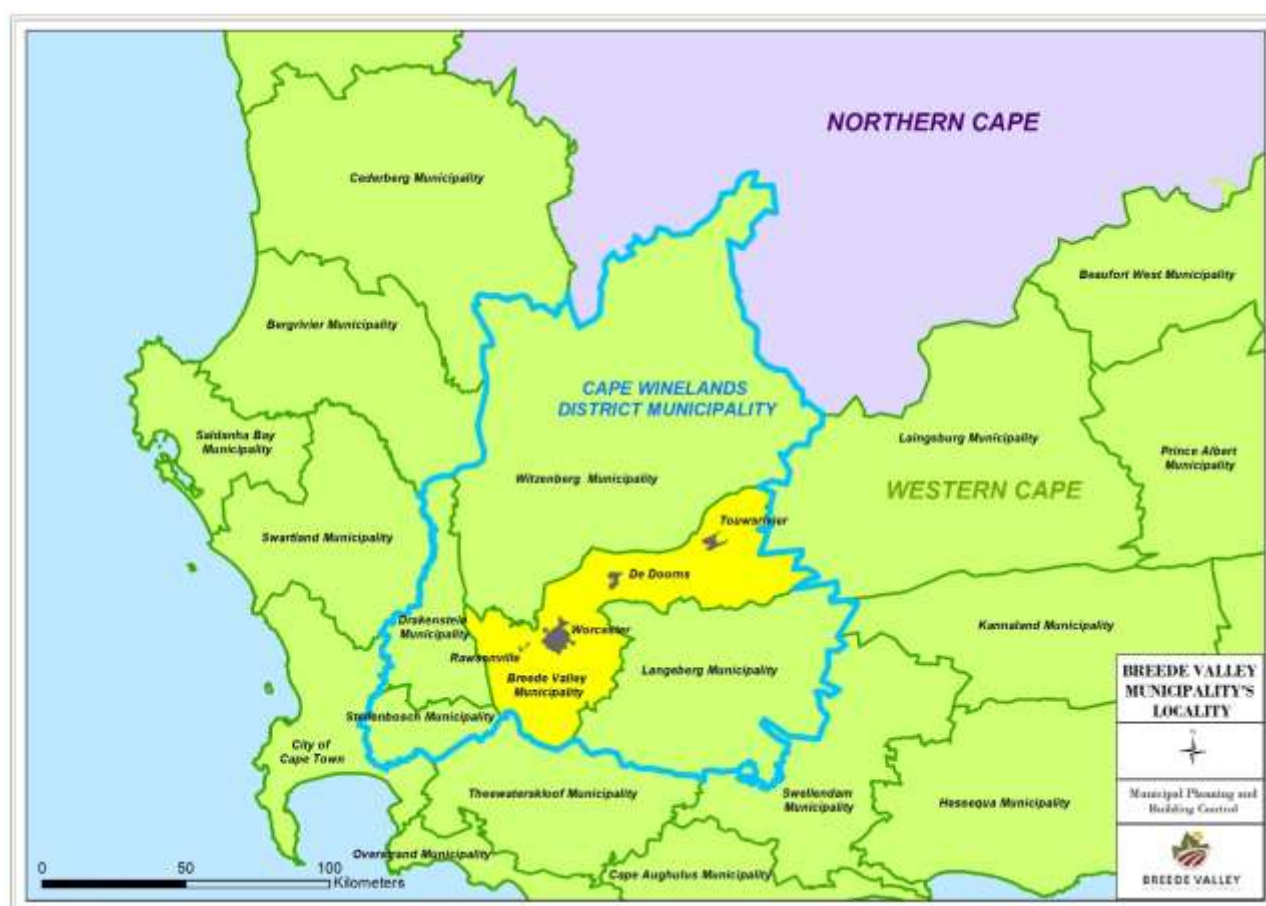 NORTHERN CAPE
Cederberg Municipality
Beaufort West Municipality
Bergrivier Municipality
CAPE WINELANDS
DISTRICT MUNICIPALITY
Saldanha Bay
Municipality
Laingsburg Municipality
Prince Albert
Municipality
Witzenberg Municipality
WESTERN CAPE
Touwsrivier
Swartland Municipality
De Dooms
Drakenstein
Municipality
Worcester
Kannaland Municipality
Rawsonville
Breede Valley
Municipality
Langeberg Municipality
Stellenbosch Municipality
City of
Cape Town
Theewaterskloof Municipality
Swellendam
Municipality
Hessequa Municipality
Overstrand Municipality
Cape Aughulus Municipality
0 50 100
Kilometers
BREEDE VALLEY
MUNICIPALITY'S
LOCALITY
N
Municipal Planning and
Building Control
BREEDE VALLEY